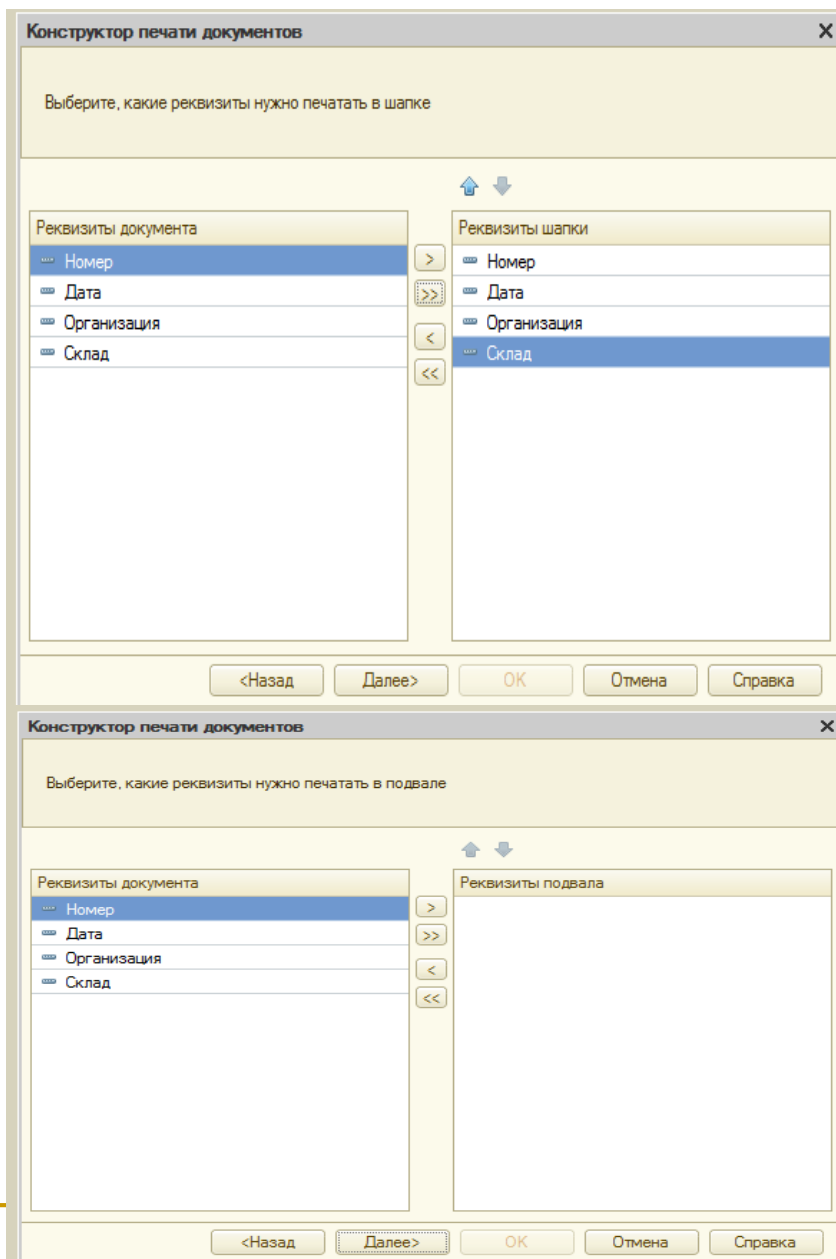 Конструктор печати документов
Выберите, какие реквизиты нужно печатать в шапке
Реквизиты документа
Номер
Дата
Организация
Склад
>
>>
<
<<
Реквизиты шапки
Номер
Дата
Организация
Склад
<Назад Далее> OK Отмена Справка
Конструктор печати документов
Выберите, какие реквизиты нужно печатать в подвале
Реквизиты документа
Номер
Дата
Организация
Склад
>
>>
<
<<
Реквизиты подвала
<Назад Далее> OK Отмена Справка